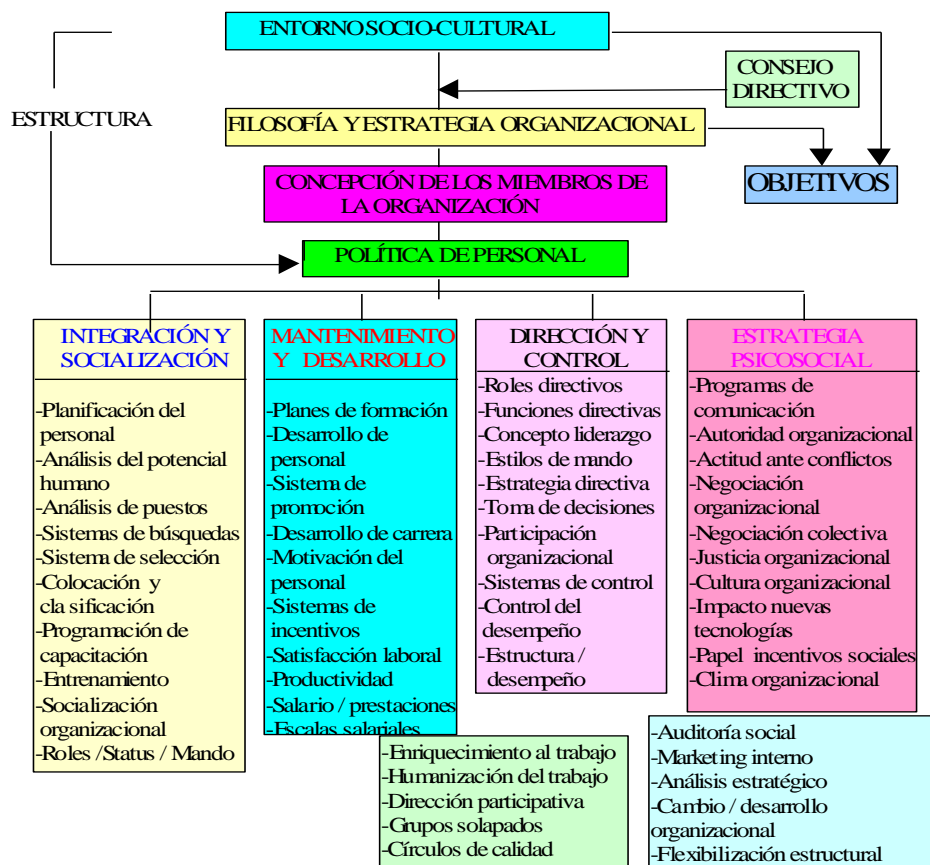 ENTORNO SOCIO-CULTURAL
CONSEJO
DIRECTIVO
ESTRUCTURA
FILOSOFÍA Y ESTRATEGIA ORGANIZACIONAL
CONCEPCIÓN DE LOS MIEMBROS DE
LA ORGANIZACIÓN
OBJETIVOS
POLÍTICA DE PERSONAL
INTEGRACIÓN Y
SOCIALIZACIÓN
-Planificación del
personal
-Análisis del potencial
humano
-Análisis de puestos
-Sistemas de búsquedas
-Sistema de selección
-Colocación y
cla sificación
-Programación de
capacitación
-Entrenamiento
-Socialización
organizacional
-Roles /Status / Mando
MANTENIMIENTO
Y DESARROLLO
-Planes de formación
-Desarrollo de
personal
-Sistema de
promoción
-Desarrollo de carrera
-Motivación del
personal
-Sistemas de
incentivos
-Satisfacción laboral
-Productividad
-Salario / prestaciones
-Escalas salariales
DIRECCIÓN Y
CONTROL
-Roles directivos
-Funciones directivas
-Concepto liderazgo
-Estilos de mando
-Estrategia directiva
-Toma de decisiones
-Participación
organizacional
-Sistemas de control
-Control del
desempeño
-Estructura /
desempeño
ESTRATEGIA
PSICOSOCIAL
-Programas de
comunicación
-Autoridad organizacional
-Actitud ante conflictos
-Negociación
organizacional
-Negociación colectiva
-Justicia organizacional
-Cultura organizacional
-Impacto nuevas
tecnologías
-Papel incentivos sociales
-Clima organizacional
-Enriquecimiento al trabajo
-Humanización del trabajo
-Dirección participativa
-Grupos solapados
-Círculos de calidad
-Auditoría social
-Marketing interno
-Análisis estratégico
-Cambio / desarrollo
organizacional
-Flexibilización estructural